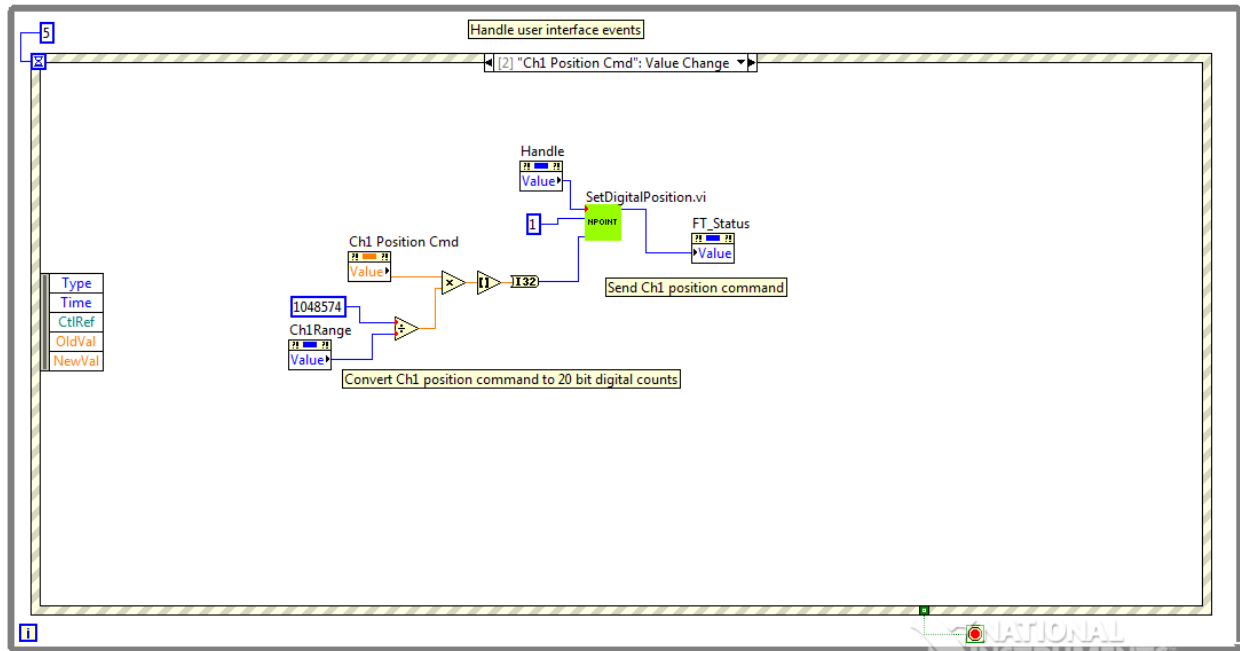 5
Handle user interface events
[2] "Ch1 Position Cmd": Value Change
Handle
Value
SetDigitalPosition.vi
NPOINT
1
FT_Status
Value
Ch1 Position Cmd
Value
I32
Send Ch1 position command
1048574
Ch1Range
Value
Convert Ch1 position command to 20 bit digital counts
Type
Time
CtlRef
OldVal
NewVal
i
NATIONAL
INSTRUMENTS